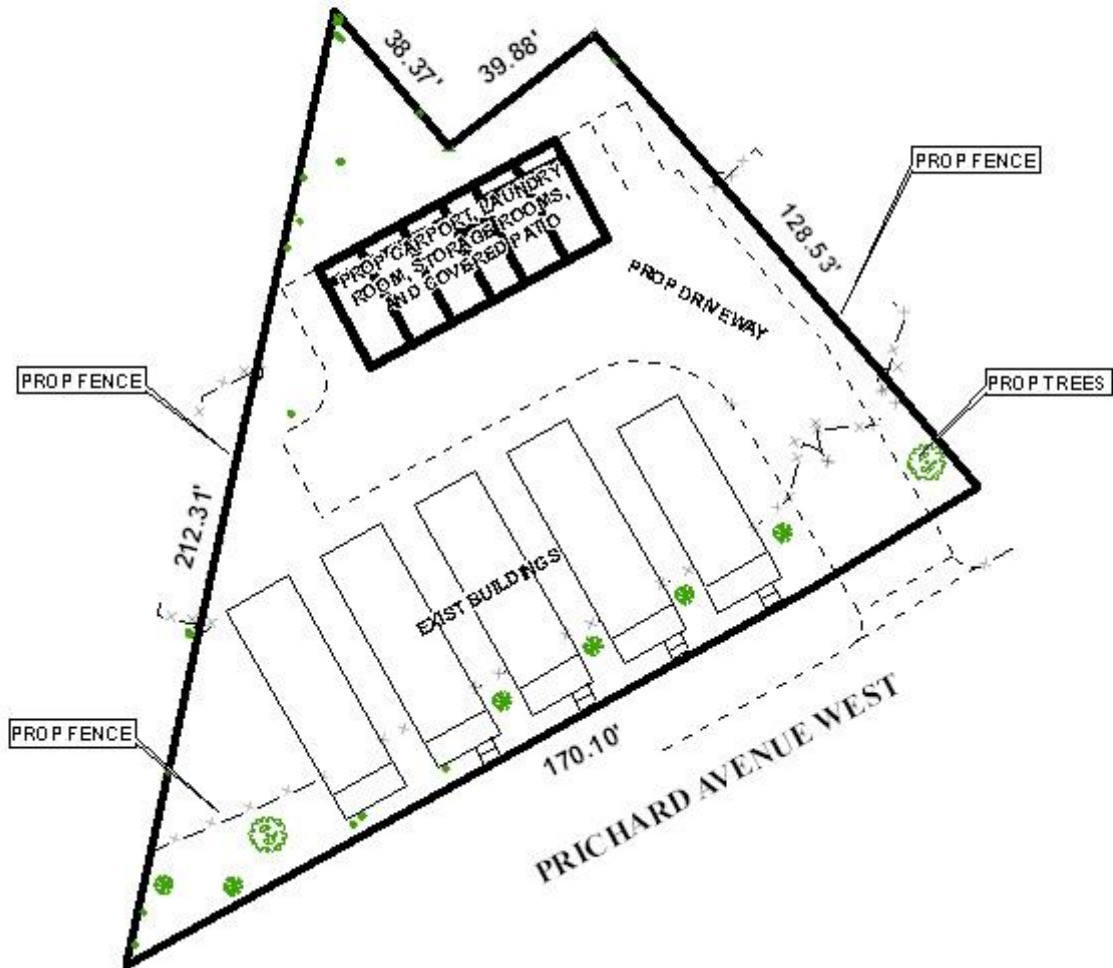 38.37'
39.88'
PROP FENCE
128.53'
PROP CARPORT, LAUNDRY
ROOM, STORAGE ROOMS,
AND COVERED PATIO
PROP DRIVEWAY
PROP FENCE
PROP TREES
212.31'
EXIST BUILDINGS
PROP FENCE
170.10'
PRICHARD AVENUE WEST